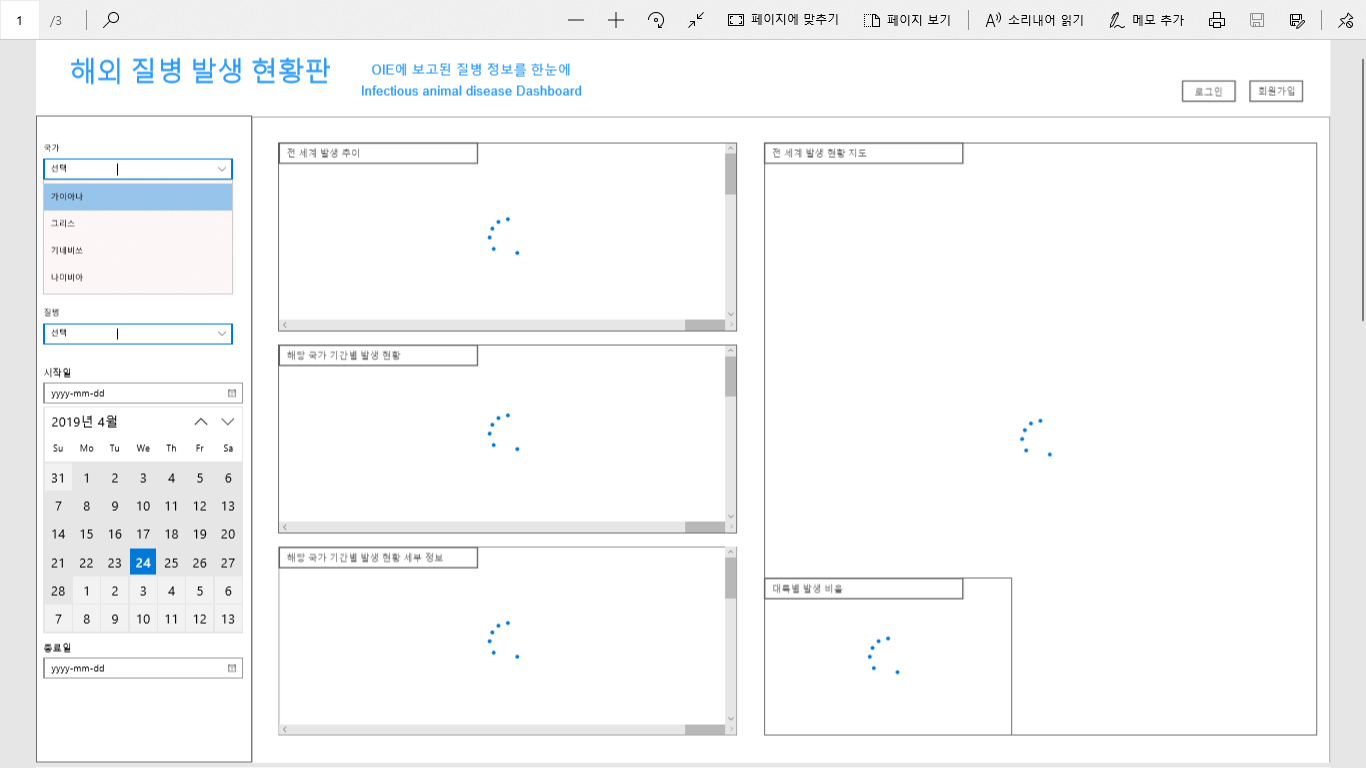 1 /3 페이지에 맞추기 페이지 보기 소리내어 읽기 메모 추가
해외 질병 발생 현황판
OIE에 보고된 질병 정보를 한눈에
Infectious animal disease Dashboard
로그인 회원가입
국가
선택
가이아나
그리스
기네비쏘
나미비아
질병
선택
시작일
yyyy-mm-dd
2019년 4월
Su Mo Tu We Th Fr Sa
31 1 2 3 4 5 6
7 8 9 10 11 12 13
14 15 16 17 18 19 20
21 22 23 24 25 26 27
28 1 2 3 4 5 6
7 8 9 10 11 12 13
종료일
yyyy-mm-dd
전 세계 발생 추이
해망 국가 기간별 발생 현황
해망 국가 기간별 발생 현황 세부 정보
전 세계 발생 현황 지도
대륙별 발생 비율